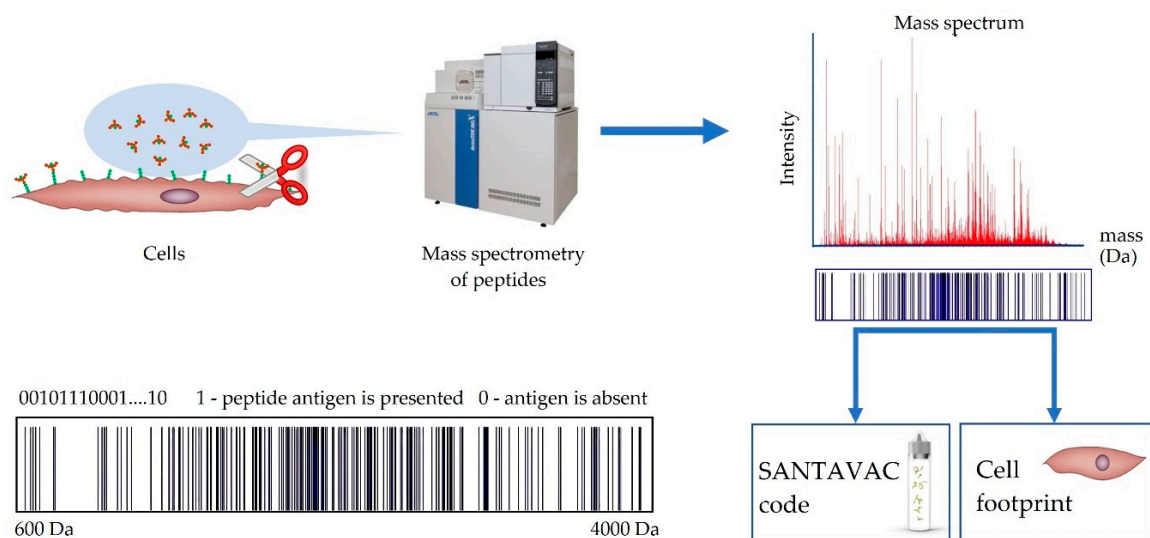 Mass spectrum
Intensity
mass
(Da)
Cells
Mass spectrometry
of peptides
00101110001....10 1 - peptide antigen is presented 0 - antigen is absent
600 Da 4000 Da
SANTAVAC
code
Cell
footprint